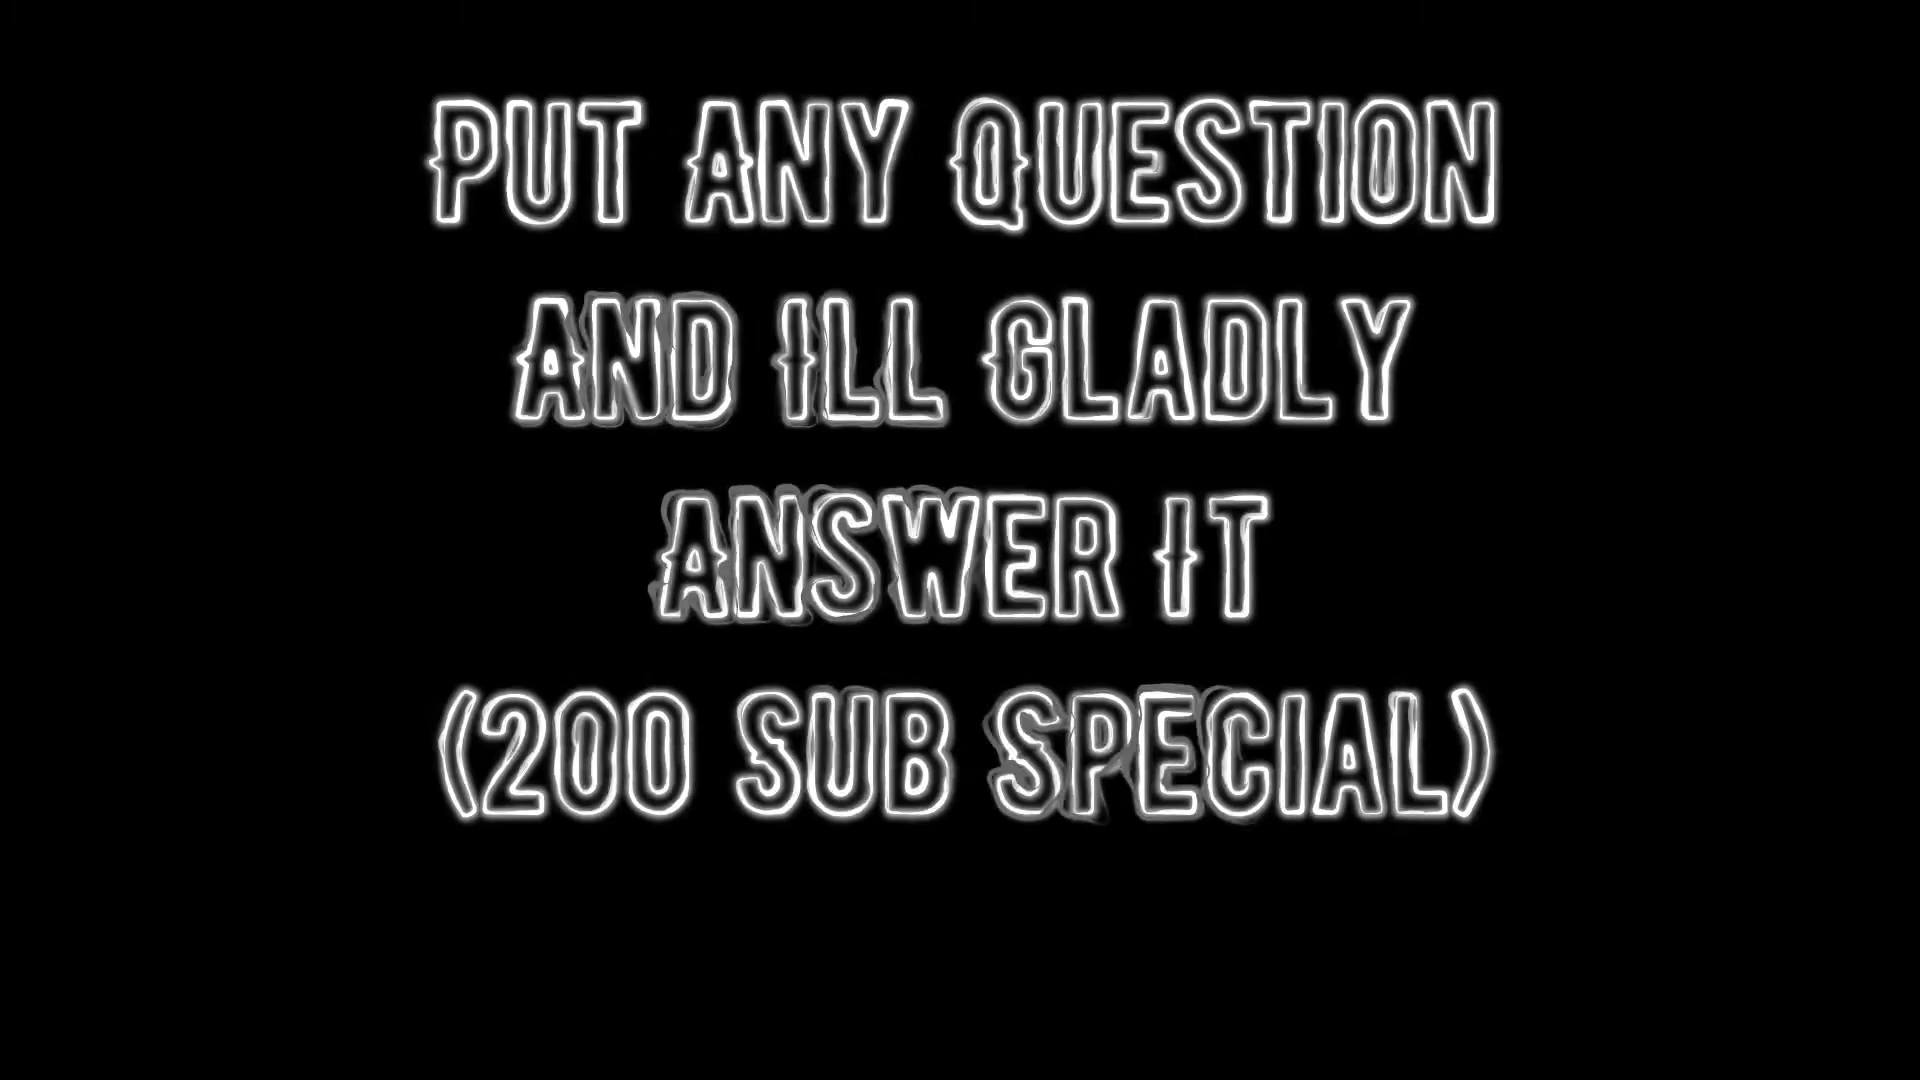 PUT ANY QUESTION
AND ILL GLADLY
ANSWER IT
(200 SUB SPECIAL)